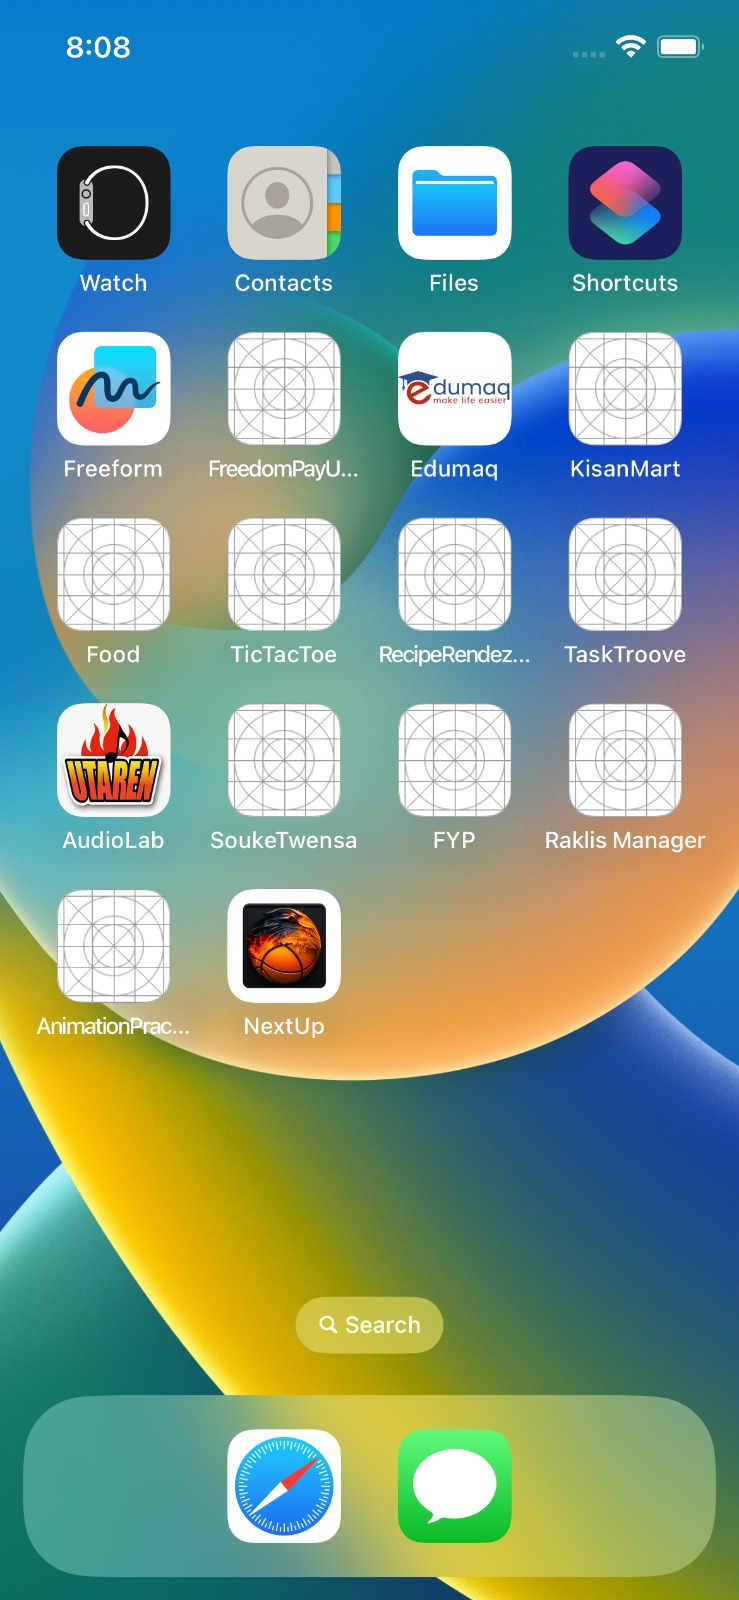 8:08
Watch
Contacts
Files
Shortcuts
Freeform
FreedomPayU...
edumaq
make life easier
Edumaq
KisanMart
Food
TicTacToe
RecipeRendez...
TaskTroove
UTAREN
AudioLab
SoukeTwensa
FYP
Raklis Manager
AnimationPrac...
NextUp
Search